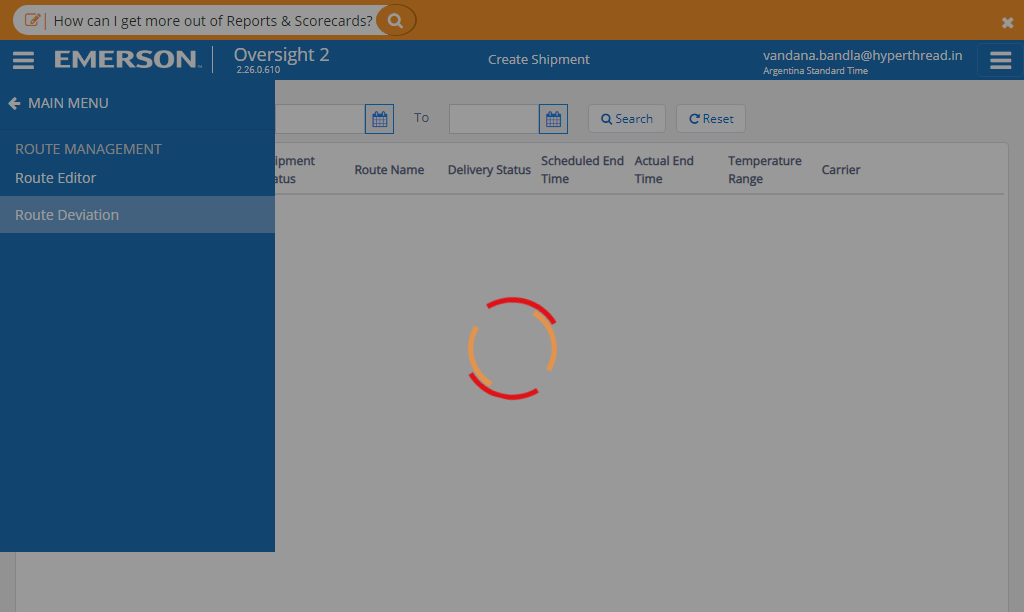 How can I get more out of Reports & Scorecards?
EMERSON
Oversight 2
2.26.0.610
Create Shipment
vandana.bandla@hyperthread.in
Argentina Standard Time
MAIN MENU
To
Search
Reset
ROUTE MANAGEMENT
Route Editor
Route Deviation
Route Name
Delivery Status
Scheduled End
Time
Actual End
Time
Temperature
Range
Carrier